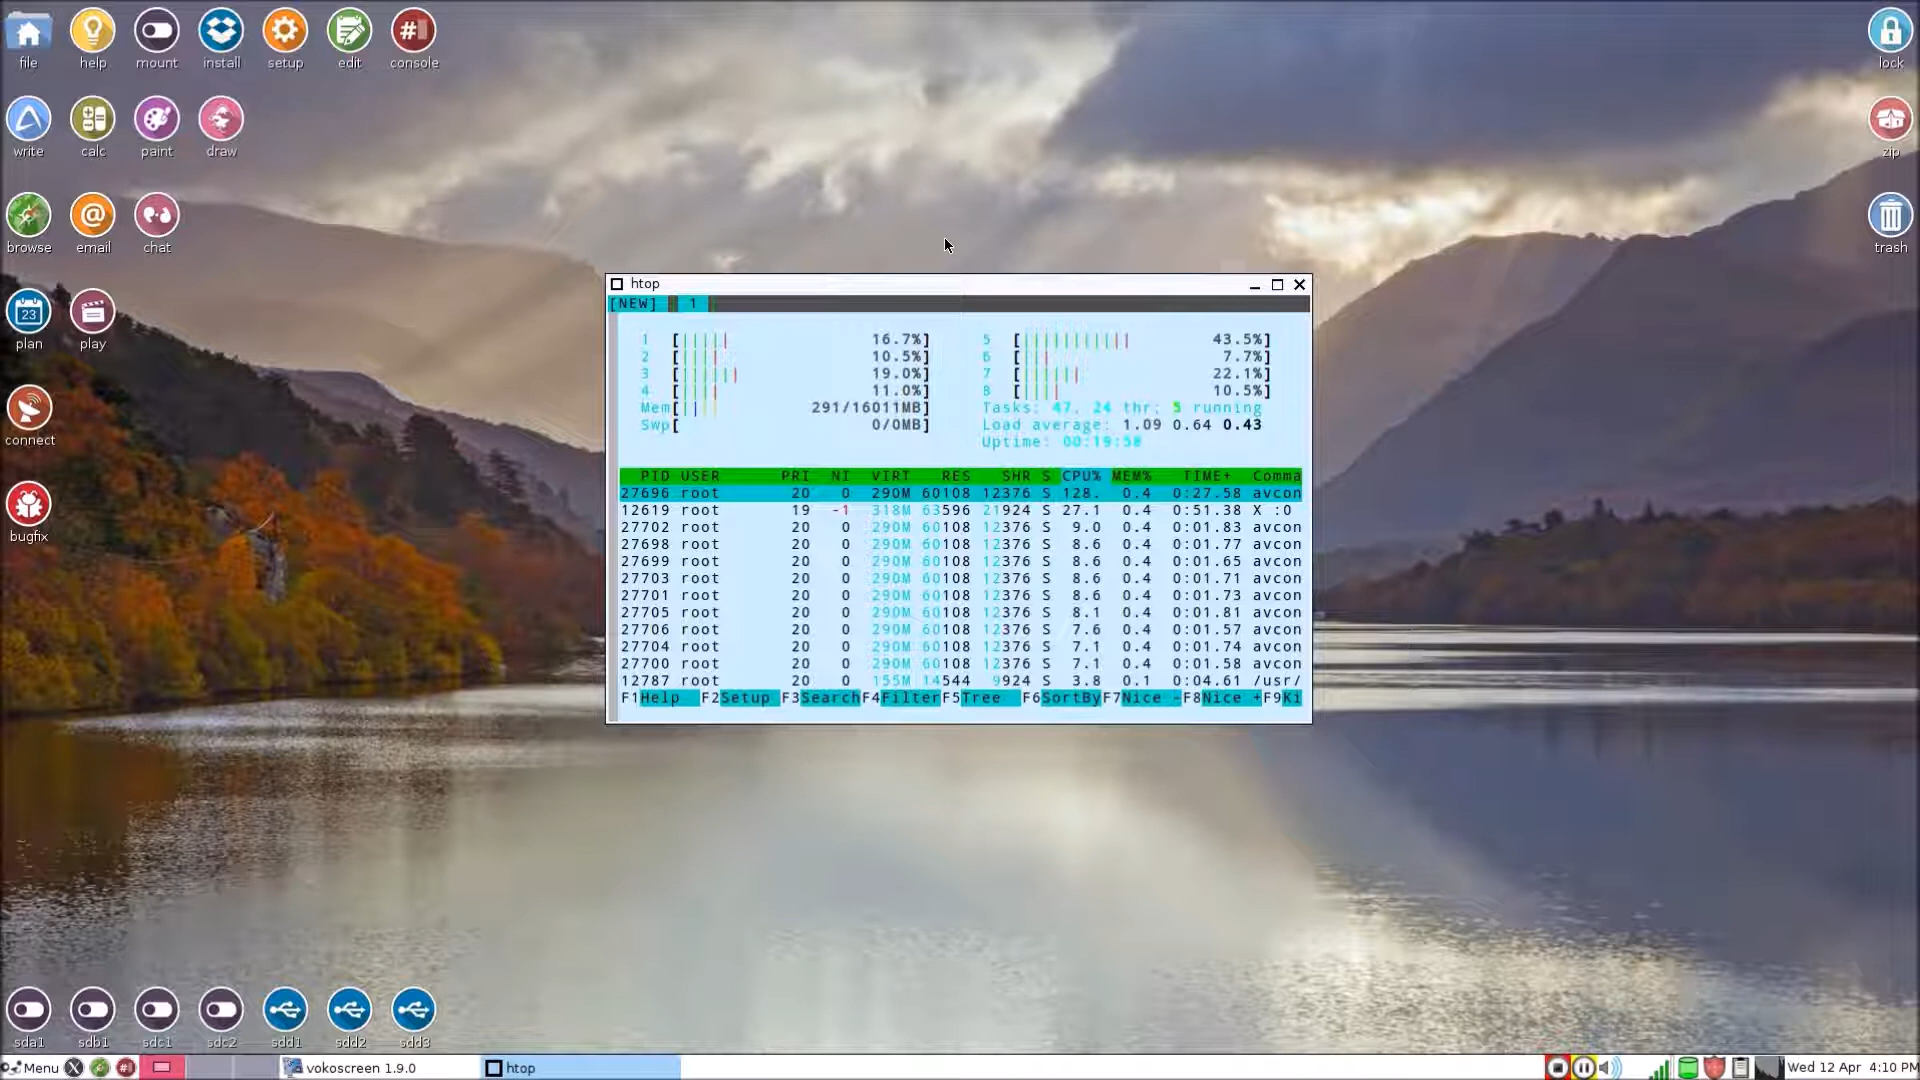 file help mount install setup edit console lock
write calc paint draw zip
browse email chat trash
23
plan play
connect
bugfix
htop
[NEW] 1
1 [||||| 16.7%] 5 [||||||||||| 43.5%]
2 [|||| 10.5%] 6 [||| 7.7%]
3 [|||||| 19.0%] 7 [|||||| 22.1%]
4 [|||| 11.0%] 8 [|||| 10.5%]
Mem[|||| 291/16011MB] Tasks: 47, 24 thr; 5 running
Swp[ 0/0MB] Load average: 1.09 0.64 0.43
Uptime: 00:19:58
PID USER PRI NI VIRT RES SHR S CPU% MEM% TIME+ Comma
27696 root 20 0 290M 60108 12376 S 128. 0.4 0:27.58 avcon
12619 root 19 -1 318M 63596 21924 S 27.1 0.4 0:51.38 X :0
27702 root 20 0 290M 60108 12376 S 9.0 0.4 0:01.83 avcon
27698 root 20 0 290M 60108 12376 S 8.6 0.4 0:01.77 avcon
27699 root 20 0 290M 60108 12376 S 8.6 0.4 0:01.65 avcon
27703 root 20 0 290M 60108 12376 S 8.6 0.4 0:01.71 avcon
27701 root 20 0 290M 60108 12376 S 8.6 0.4 0:01.73 avcon
27705 root 20 0 290M 60108 12376 S 8.1 0.4 0:01.81 avcon
27706 root 20 0 290M 60108 12376 S 7.6 0.4 0:01.57 avcon
27704 root 20 0 290M 60108 12376 S 7.1 0.4 0:01.74 avcon
27700 root 20 0 290M 60108 12376 S 7.1 0.4 0:01.58 avcon
12787 root 20 0 155M 14544 9924 S 3.8 0.1 0:04.61 /usr/
F1Help F2Setup F3SearchF4FilterF5Tree F6SortByF7Nice -F8Nice +F9Ki
sda1 sdb1 sdc1 sdc2 sdd1 sdd2 sdd3
Menu vokoscreen 1.9.0 htop Wed 12 Apr 4:10 PM